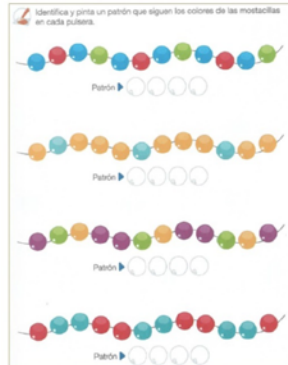 Identifica y pinta un patrón que siguen los colores de las mostacillas
en cada pulsera.
Patrón
Patrón
Patrón
Patrón